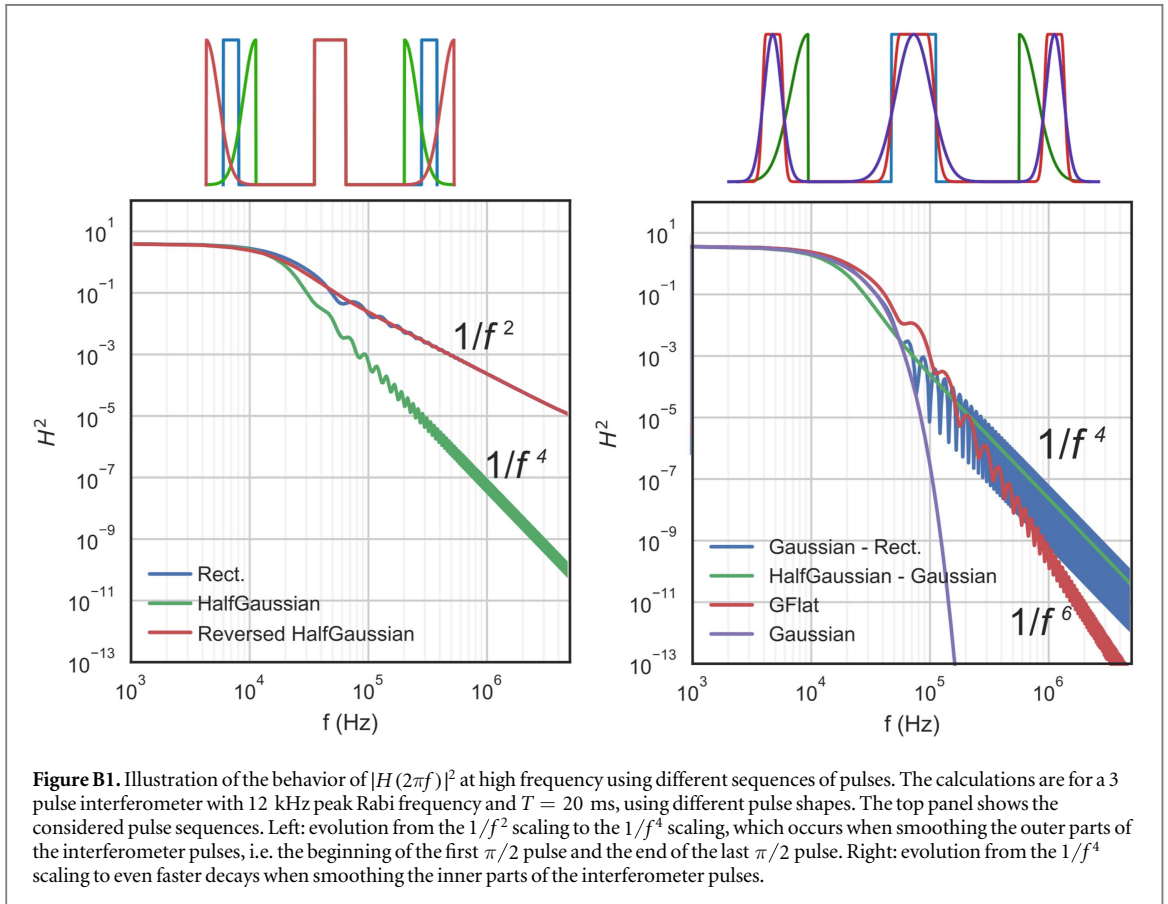 10^1
10^−1
10^−3
10^−5
10^−7
10^−9
10^−11
10^−13
H^2
1/f^2
1/f^4
Rect.
HalfGaussian
Reversed HalfGaussian
10^3
10^4
10^5
10^6
f (Hz)
10^1
10^−1
10^−3
10^−5
10^−7
10^−9
10^−11
10^−13
H^2
1/f^4
1/f^6
Gaussian - Rect.
HalfGaussian - Gaussian
GFlat
Gaussian
10^3
10^4
10^5
10^6
f (Hz)
Figure B1. Illustration of the behavior of |H(2πf)|^2 at high frequency using different sequences of pulses. The calculations are for a 3
pulse interferometer with 12 kHz peak Rabi frequency and T = 20 ms, using different pulse shapes. The top panel shows the
considered pulse sequences. Left: evolution from the 1/f^2 scaling to the 1/f^4 scaling, which occurs when smoothing the outer parts of
the interferometer pulses, i.e. the beginning of the first π/2 pulse and the end of the last π/2 pulse. Right: evolution from the 1/f^4
scaling to even faster decays when smoothing the inner parts of the interferometer pulses.